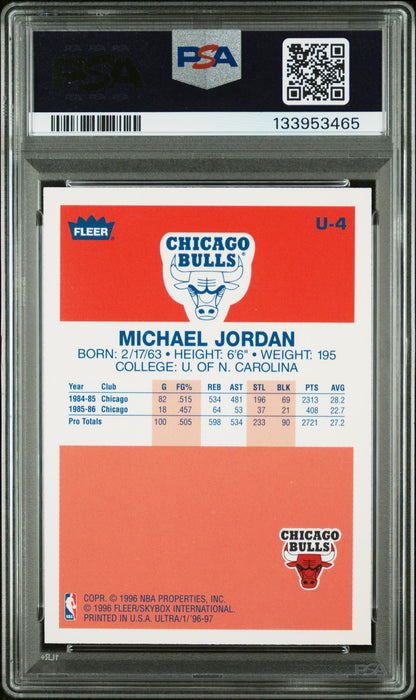 PSA
PSA
133953465
FLEER
U-4
CHICAGO
BULLS®
MICHAEL JORDAN
BORN: 2/17/63 • HEIGHT: 6'6" • WEIGHT: 195
COLLEGE: U. OF N. CAROLINA
Year Club G FG% REB AST STL BLK PTS AVG
1984-85 Chicago 82 .515 534 481 196 69 2313 28.2
1985-86 Chicago 18 .457 64 53 37 21 408 22.7
Pro Totals 100 .505 598 534 233 90 2721 27.2
CHICAGO
BULLS
COPR. © 1996 NBA PROPERTIES, INC.
© 1996 FLEER/SKYBOX INTERNATIONAL.
PRINTED IN U.S.A. ULTRA/1/'96-97
PSA